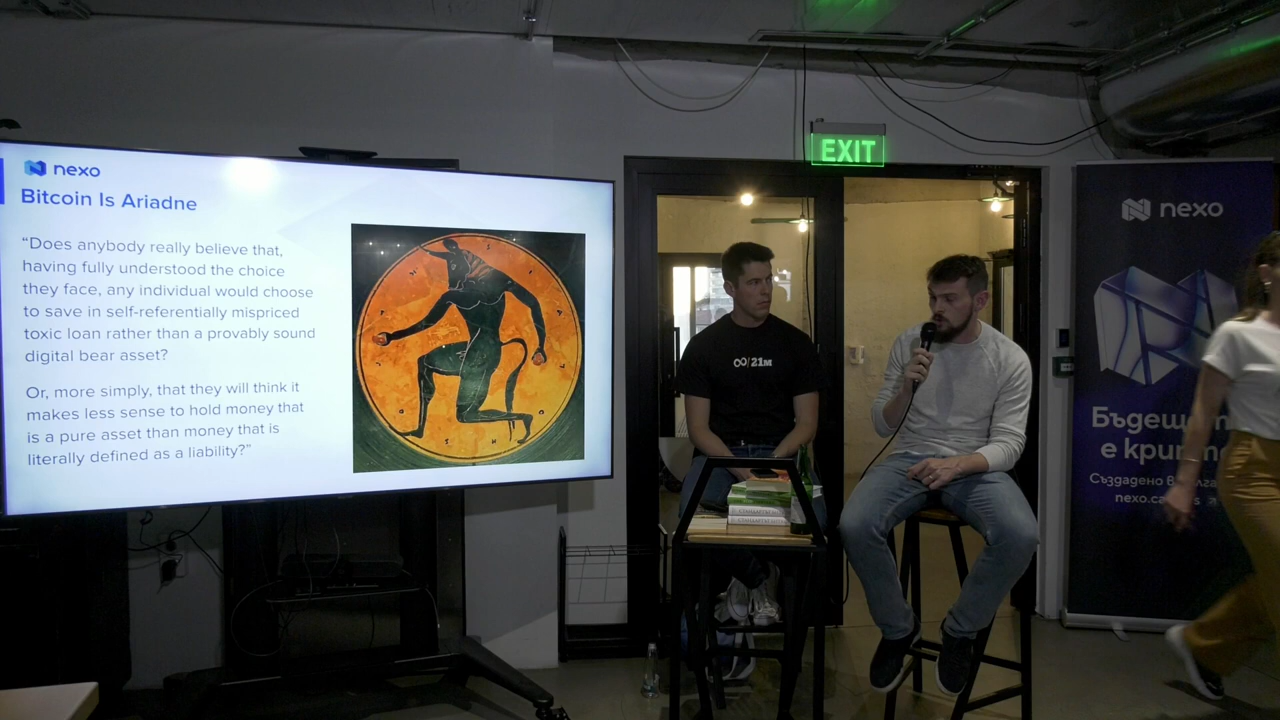 nexo
Bitcoin Is Ariadne
“Does anybody really believe that,
having fully understood the choice
they face, any individual would choose
to save in self-referentially mispriced
toxic loan rather than a provably sound
digital bear asset?
Or, more simply, that they will think it
makes less sense to hold money that
is a pure asset than money that is
literally defined as a liability?”
EXIT
∞/21M
nexo
е
Създадено